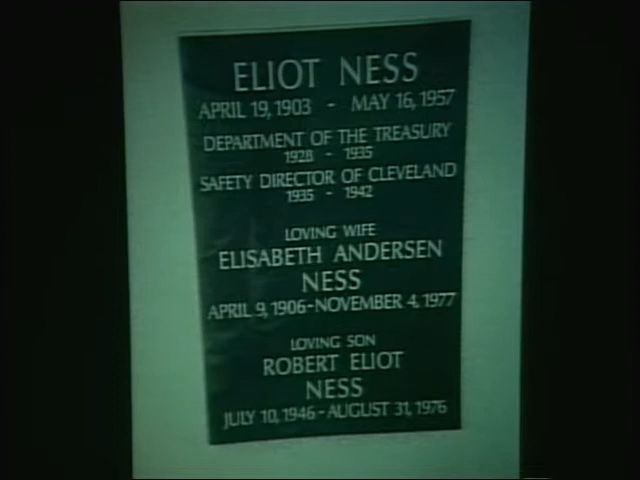 ELIOT NESS
APRIL 19, 1903 - MAY 16, 1957
DEPARTMENT OF THE TREASURY
1928 - 1935
SAFETY DIRECTOR OF CLEVELAND
1935 - 1942
LOVING WIFE
ELISABETH ANDERSEN
NESS
APRIL 9, 1906-NOVEMBER 4, 1977
LOVING SON
ROBERT ELIOT
NESS
JULY 10, 1946-AUGUST 31, 1976